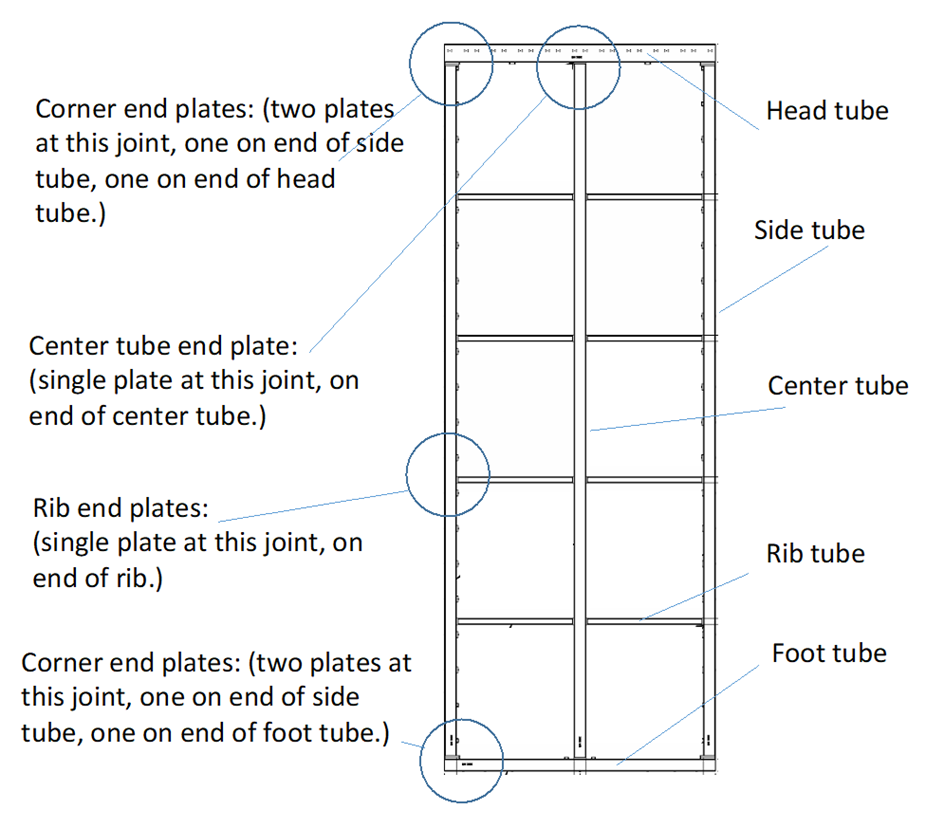 Corner end plates: (two plates
at this joint, one on end of side
tube, one on end of head
tube.)
Center tube end plate:
(single plate at this joint, on
end of center tube.)
Rib end plates:
(single plate at this joint, on
end of rib.)
Corner end plates: (two plates at
this joint, one on end of side
tube, one on end of foot tube.)
Head tube
Side tube
Center tube
Rib tube
Foot tube